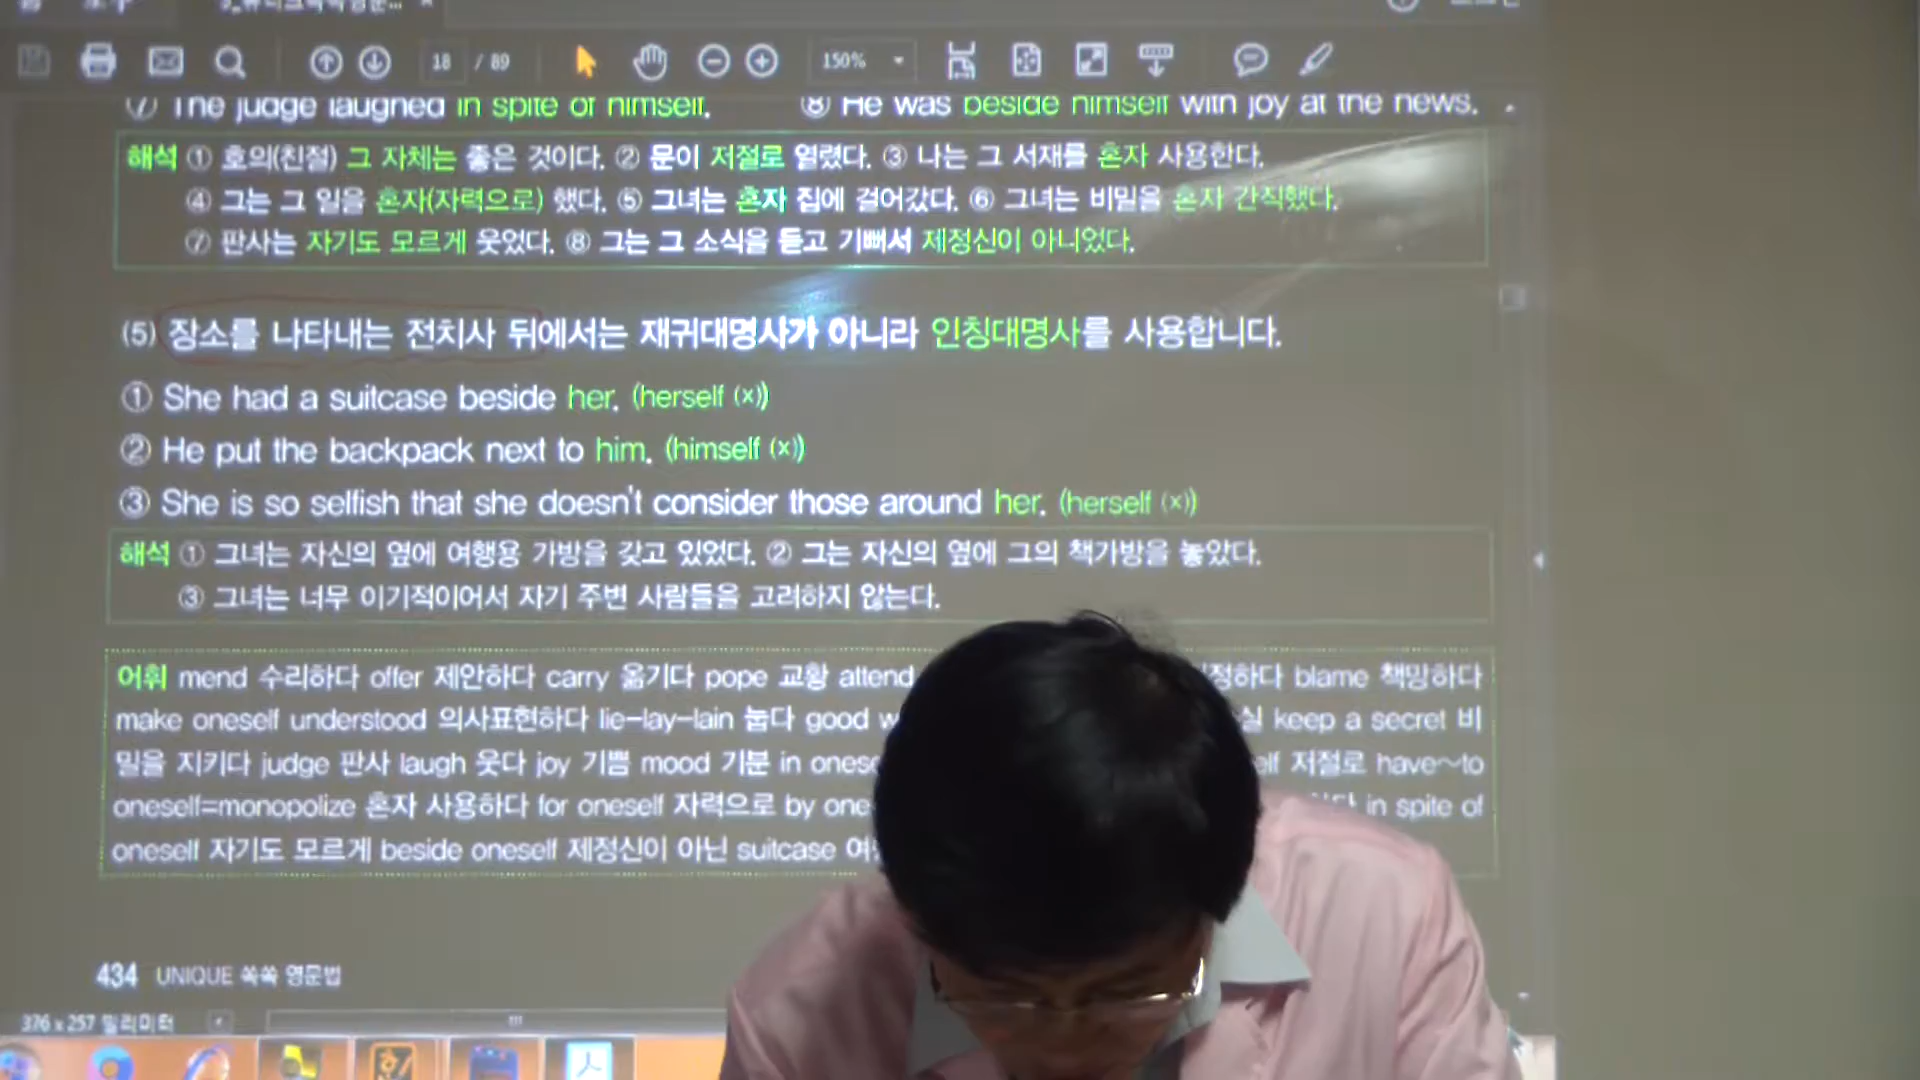 18 / 89 150%
⑦ The judge laughed in spite of himself. ⑧ He was beside himself with joy at the news.
해석 ① 호의(친절) 그 자체는 좋은 것이다. ② 문이 저절로 열렸다. ③ 나는 그 서재를 혼자 사용한다.
④ 그는 그 일을 혼자(자력으로) 했다. ⑤ 그녀는 혼자 집에 걸어갔다. ⑥ 그녀는 비밀을 혼자 간직했다.
⑦ 판사는 자기도 모르게 웃었다. ⑧ 그는 그 소식을 듣고 기뻐서 제정신이 아니었다.
(5) 장소를 나타내는 전치사 뒤에서는 재귀대명사가 아니라 인칭대명사를 사용합니다.
① She had a suitcase beside her. (herself (×))
② He put the backpack next to him. (himself (×))
③ She is so selfish that she doesn't consider those around her. (herself (×))
해석 ① 그녀는 자신의 옆에 여행용 가방을 갖고 있었다. ② 그는 자신의 옆에 그의 책가방을 놓았다.
③ 그녀는 너무 이기적이어서 자기 주변 사람들을 고려하지 않는다.
어휘 mend 수리하다 offer 제안하다 carry 옮기다 pope 교황 attend 정하다 blame 책망하다
make oneself understood 의사표현하다 lie-lay-lain 눕다 good 실 keep a secret 비
밀을 지키다 judge 판사 laugh 웃다 joy 기쁨 mood 기분 in 저절로 have~to
oneself=monopolize 혼자 사용하다 for oneself 자력으로 by in spite of
oneself 자기도 모르게 beside oneself 제정신이 아닌 suitcase
434 UNIQUE 쏙쏙 영문법
376 x 257 밀리미터